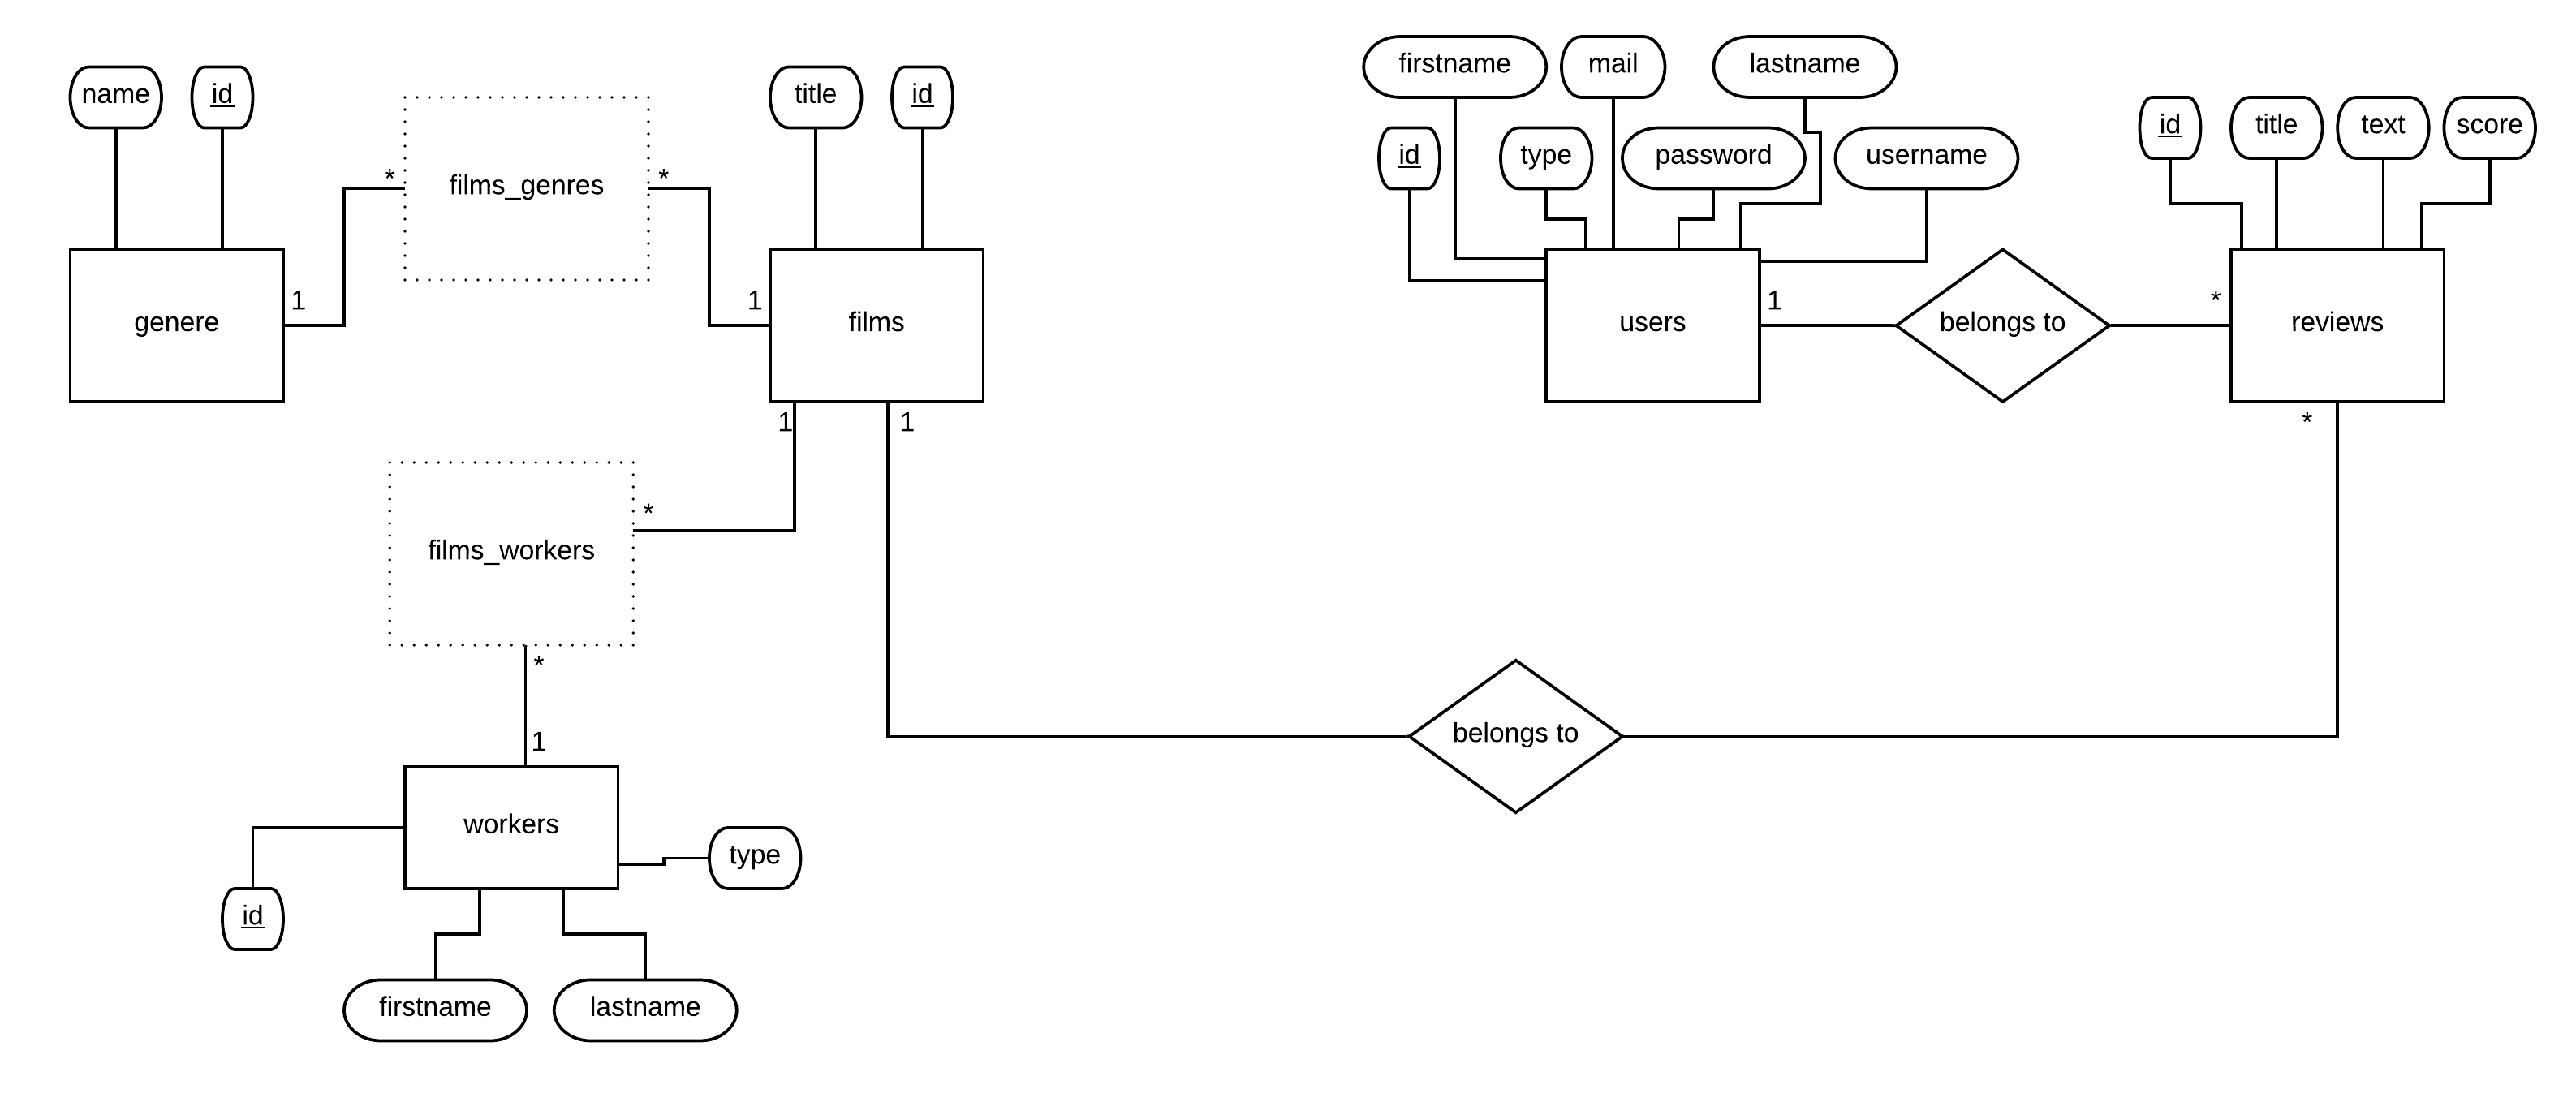 firstname
mail
lastname
name
id
title
id
id
title
text
score
id
type
password
username
*
films_genres
*
1
1
1
*
genere
films
users
belongs to
reviews
1
1
*
*
films_workers
*
1
belongs to
workers
type
id
firstname
lastname